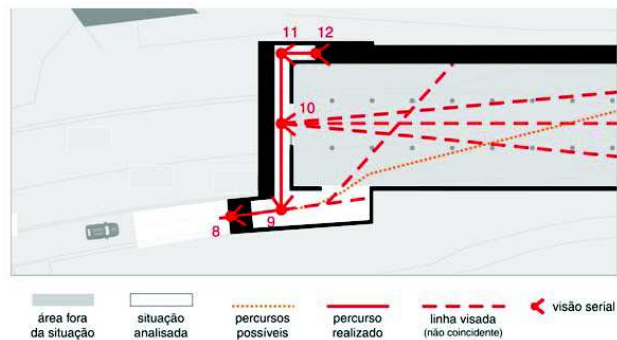 11 12
10
8 9
área fora
da situação
situação
analisada
percursos
possíveis
percurso
realizado
linha visada
(não coincidente)
visão serial